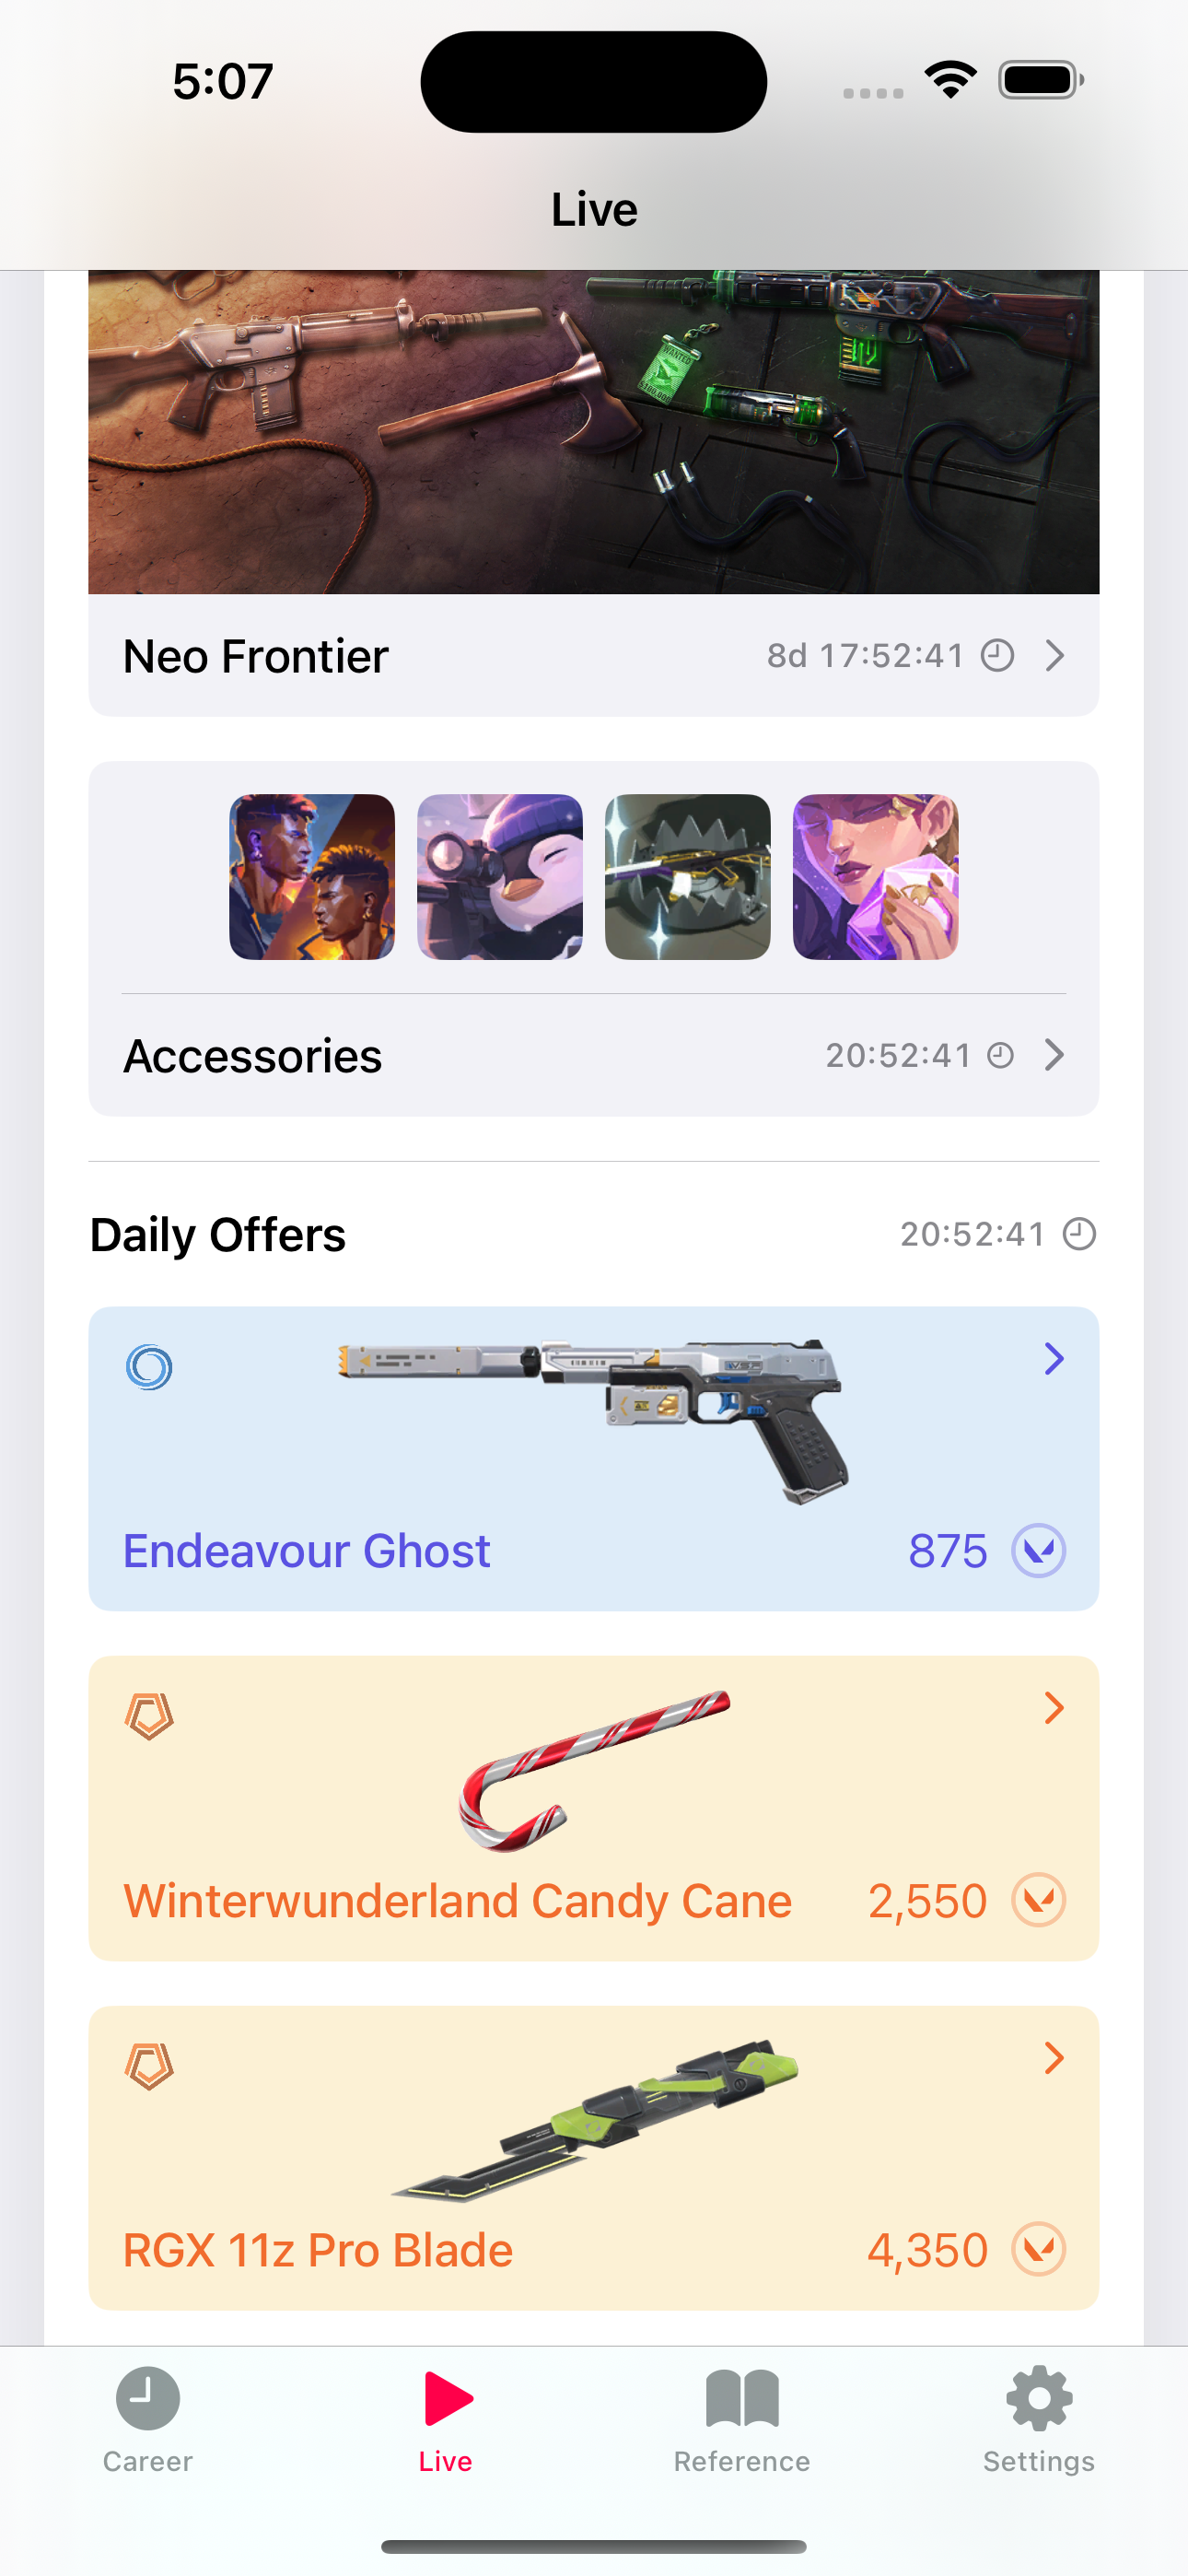 5:07
Live
WANTED
Neo Frontier
8d 17:52:41
Accessories
20:52:41
Daily Offers
20:52:41
Endeavour Ghost
875
Winterwunderland Candy Cane
2,550
RGX 11z Pro Blade
4,350
Career
Live
Reference
Settings